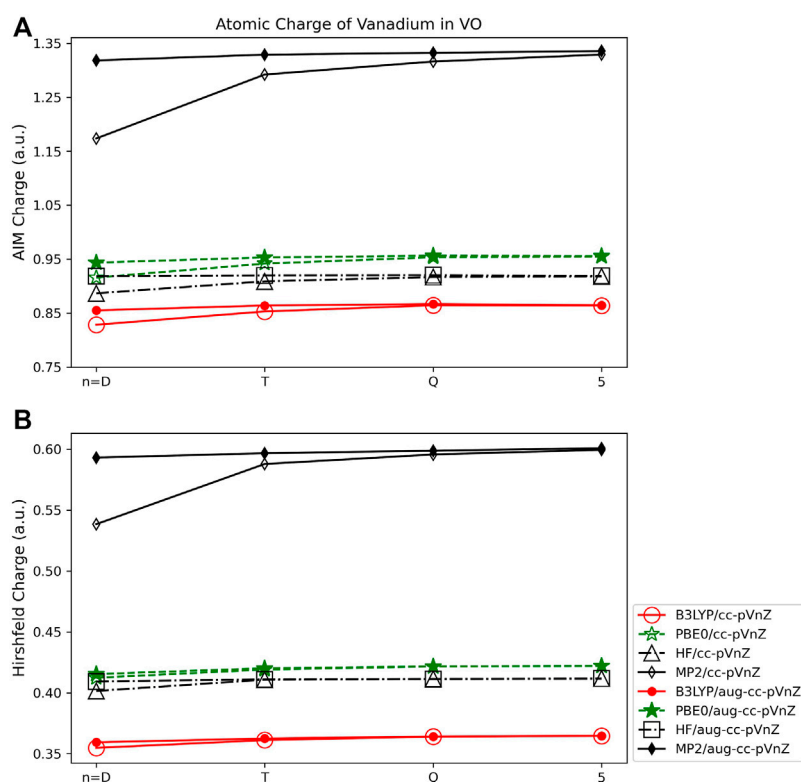 A
Atomic Charge of Vanadium in VO
AIM Charge (a.u.)
1.35
1.25
1.15
1.05
0.95
0.85
0.75
n=D T Q 5
B
Hirshfeld Charge (a.u.)
0.60
0.55
0.50
0.45
0.40
0.35
n=D T Q 5
B3LYP/cc-pVnZ
PBE0/cc-pVnZ
HF/cc-pVnZ
MP2/cc-pVnZ
B3LYP/aug-cc-pVnZ
PBE0/aug-cc-pVnZ
HF/aug-cc-pVnZ
MP2/aug-cc-pVnZ